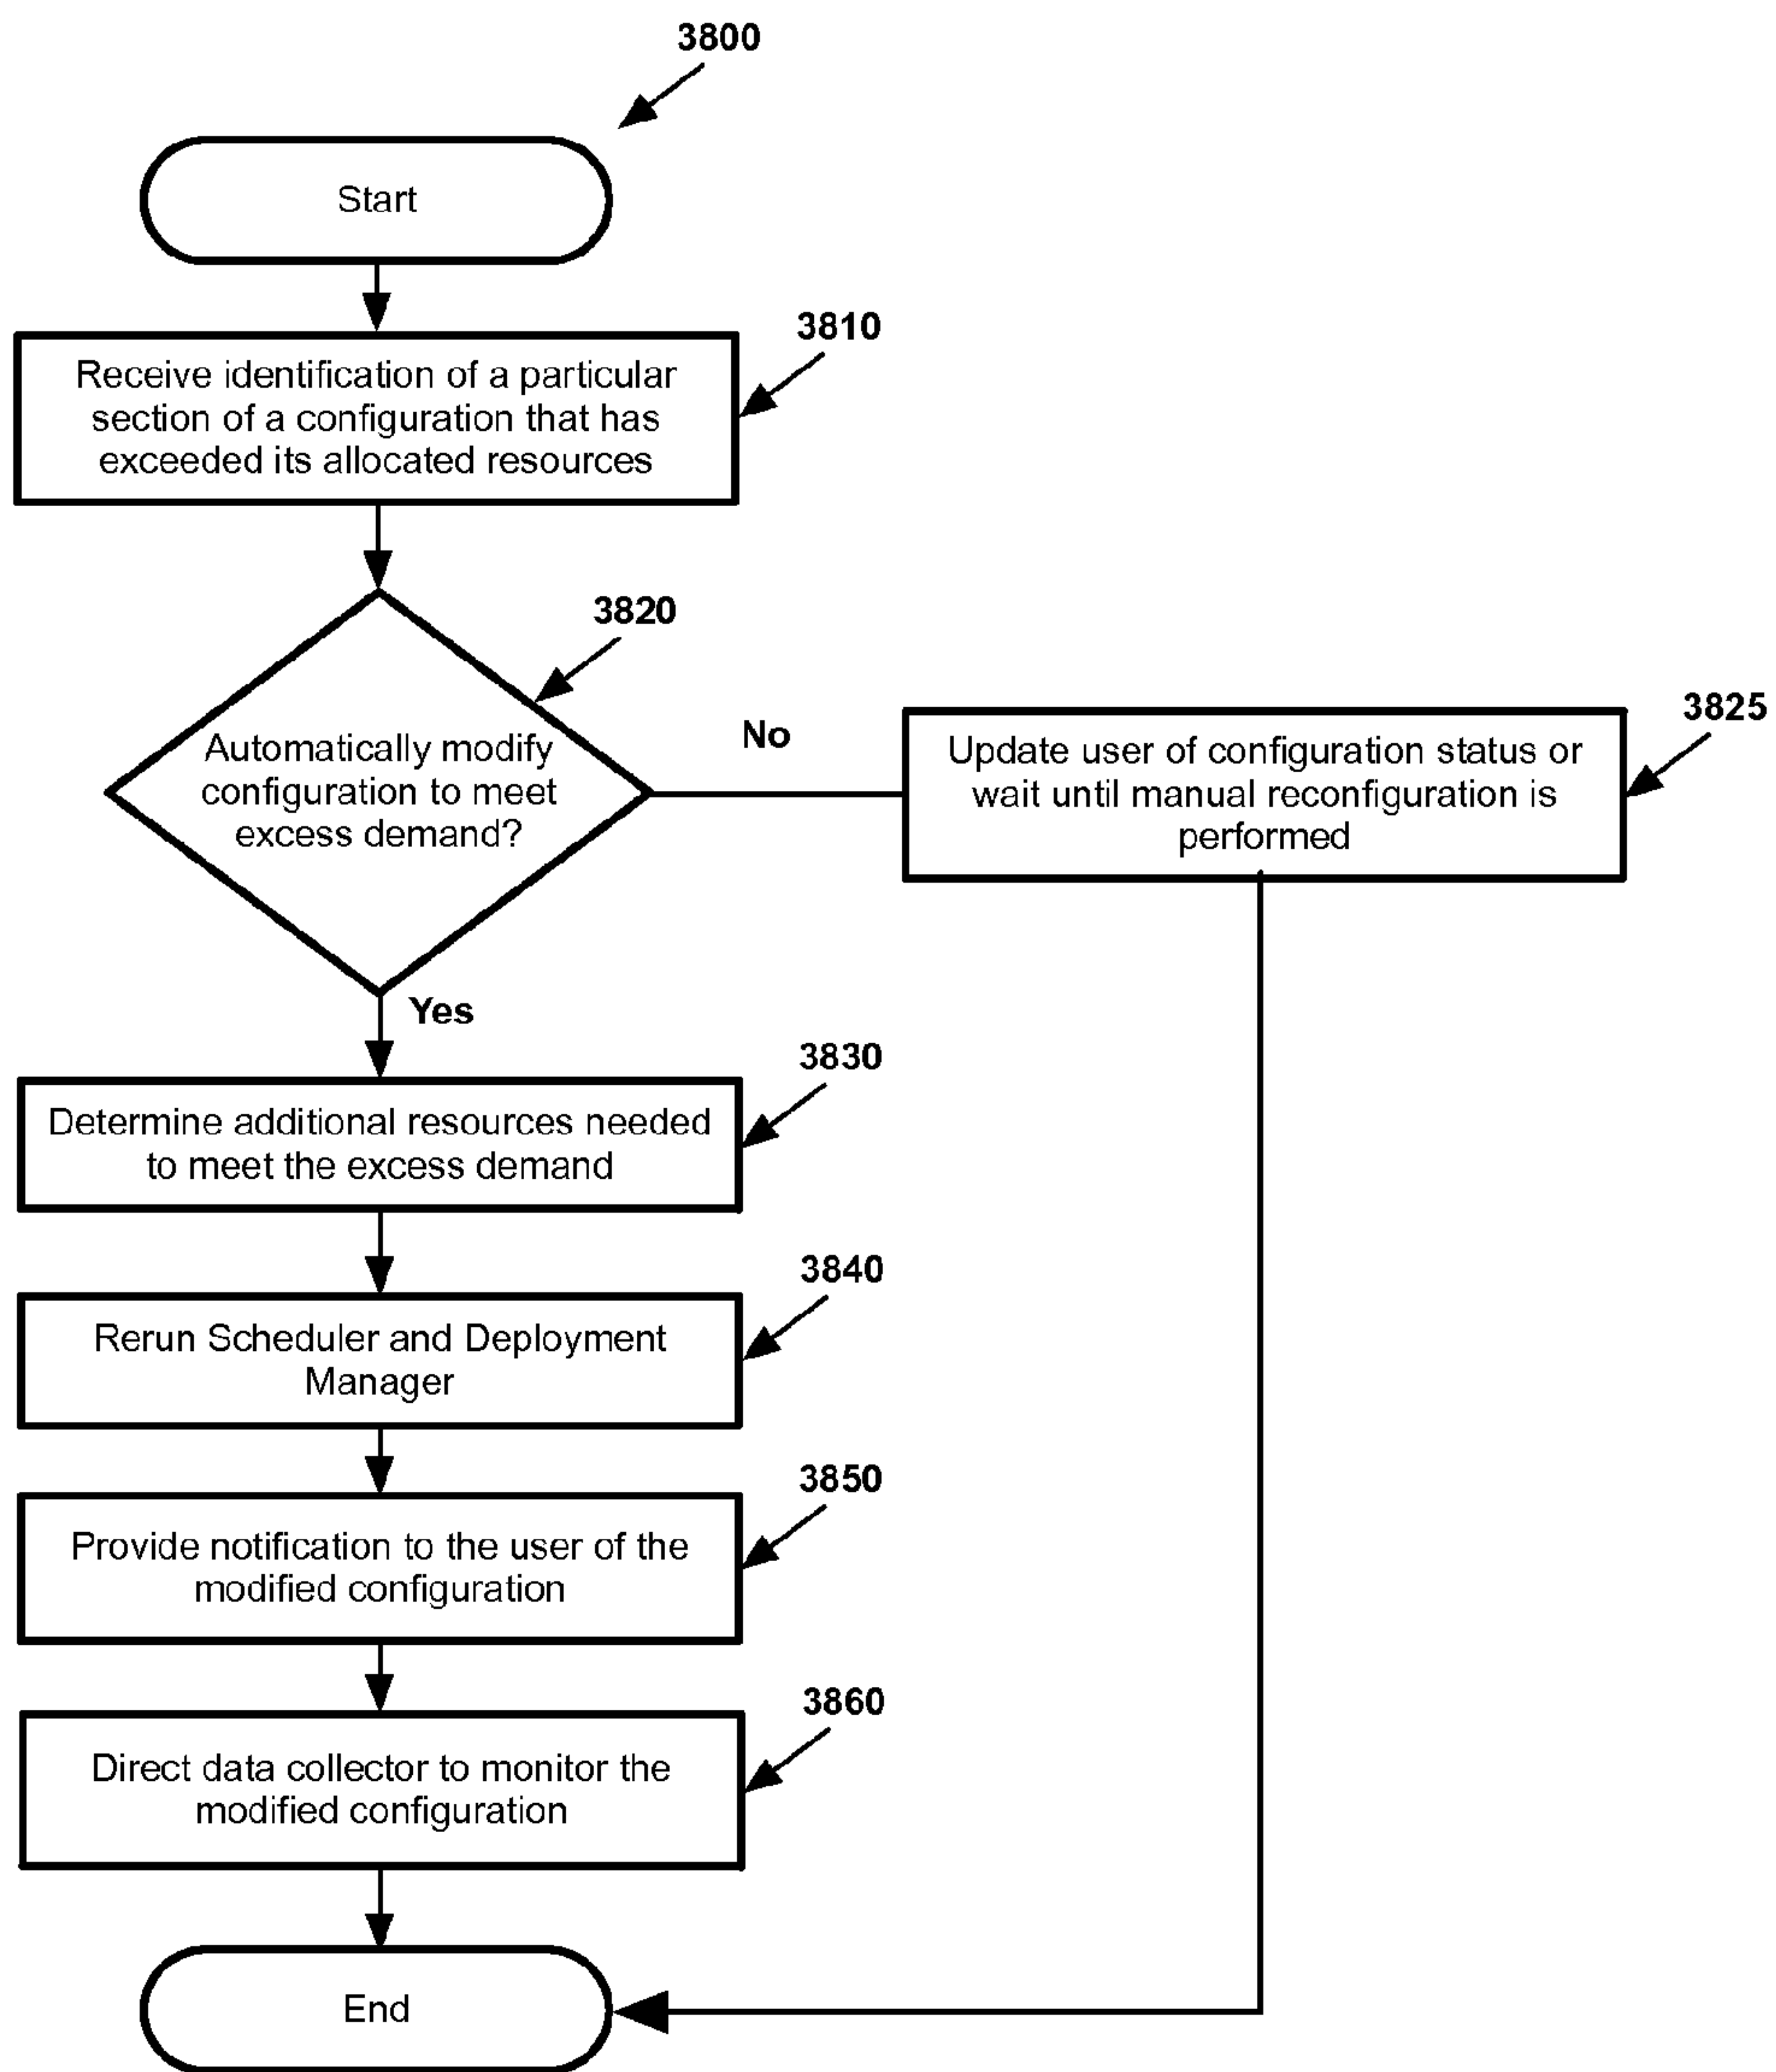 3800
Start
3810
Receive identification of a particular
section of a configuration that has
exceeded its allocated resources
3820
Automatically modify
configuration to meet
excess demand?
No
3825
Update user of configuration status or
wait until manual reconfiguration is
performed
Yes
3830
Determine additional resources needed
to meet the excess demand
3840
Rerun Scheduler and Deployment
Manager
3850
Provide notification to the user of the
modified configuration
3860
Direct data collector to monitor the
modified configuration
End